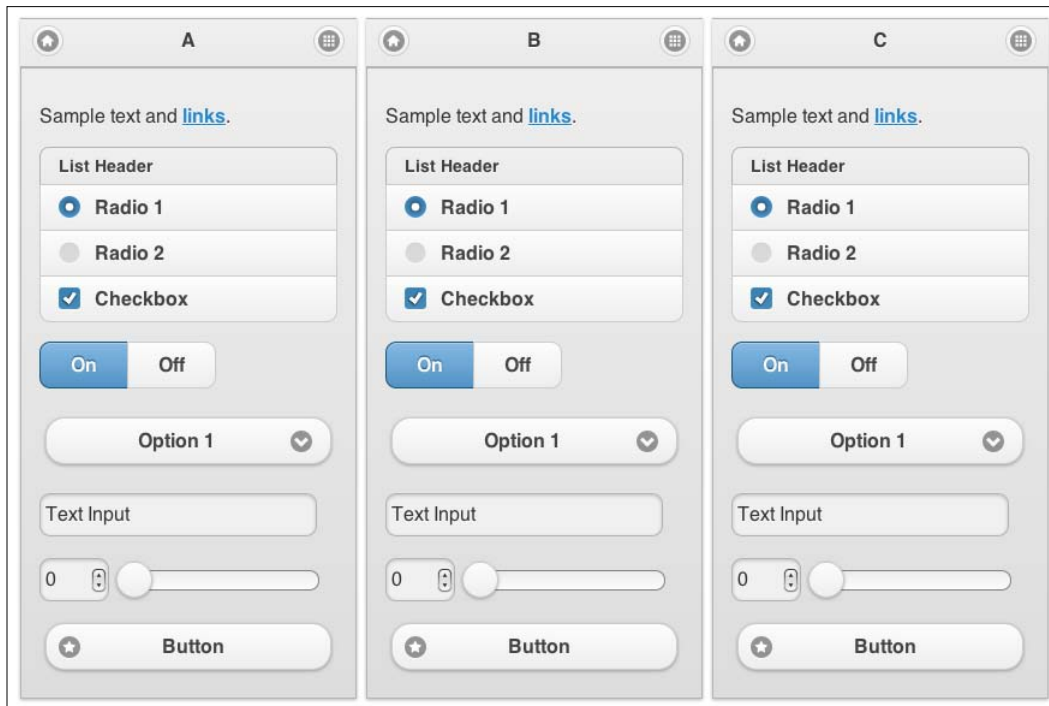 A
Sample text and links.
List Header
Radio 1
Radio 2
Checkbox
On Off
Option 1
Text Input
0
Button
B
Sample text and links.
List Header
Radio 1
Radio 2
Checkbox
On Off
Option 1
Text Input
0
Button
C
Sample text and links.
List Header
Radio 1
Radio 2
Checkbox
On Off
Option 1
Text Input
0
Button